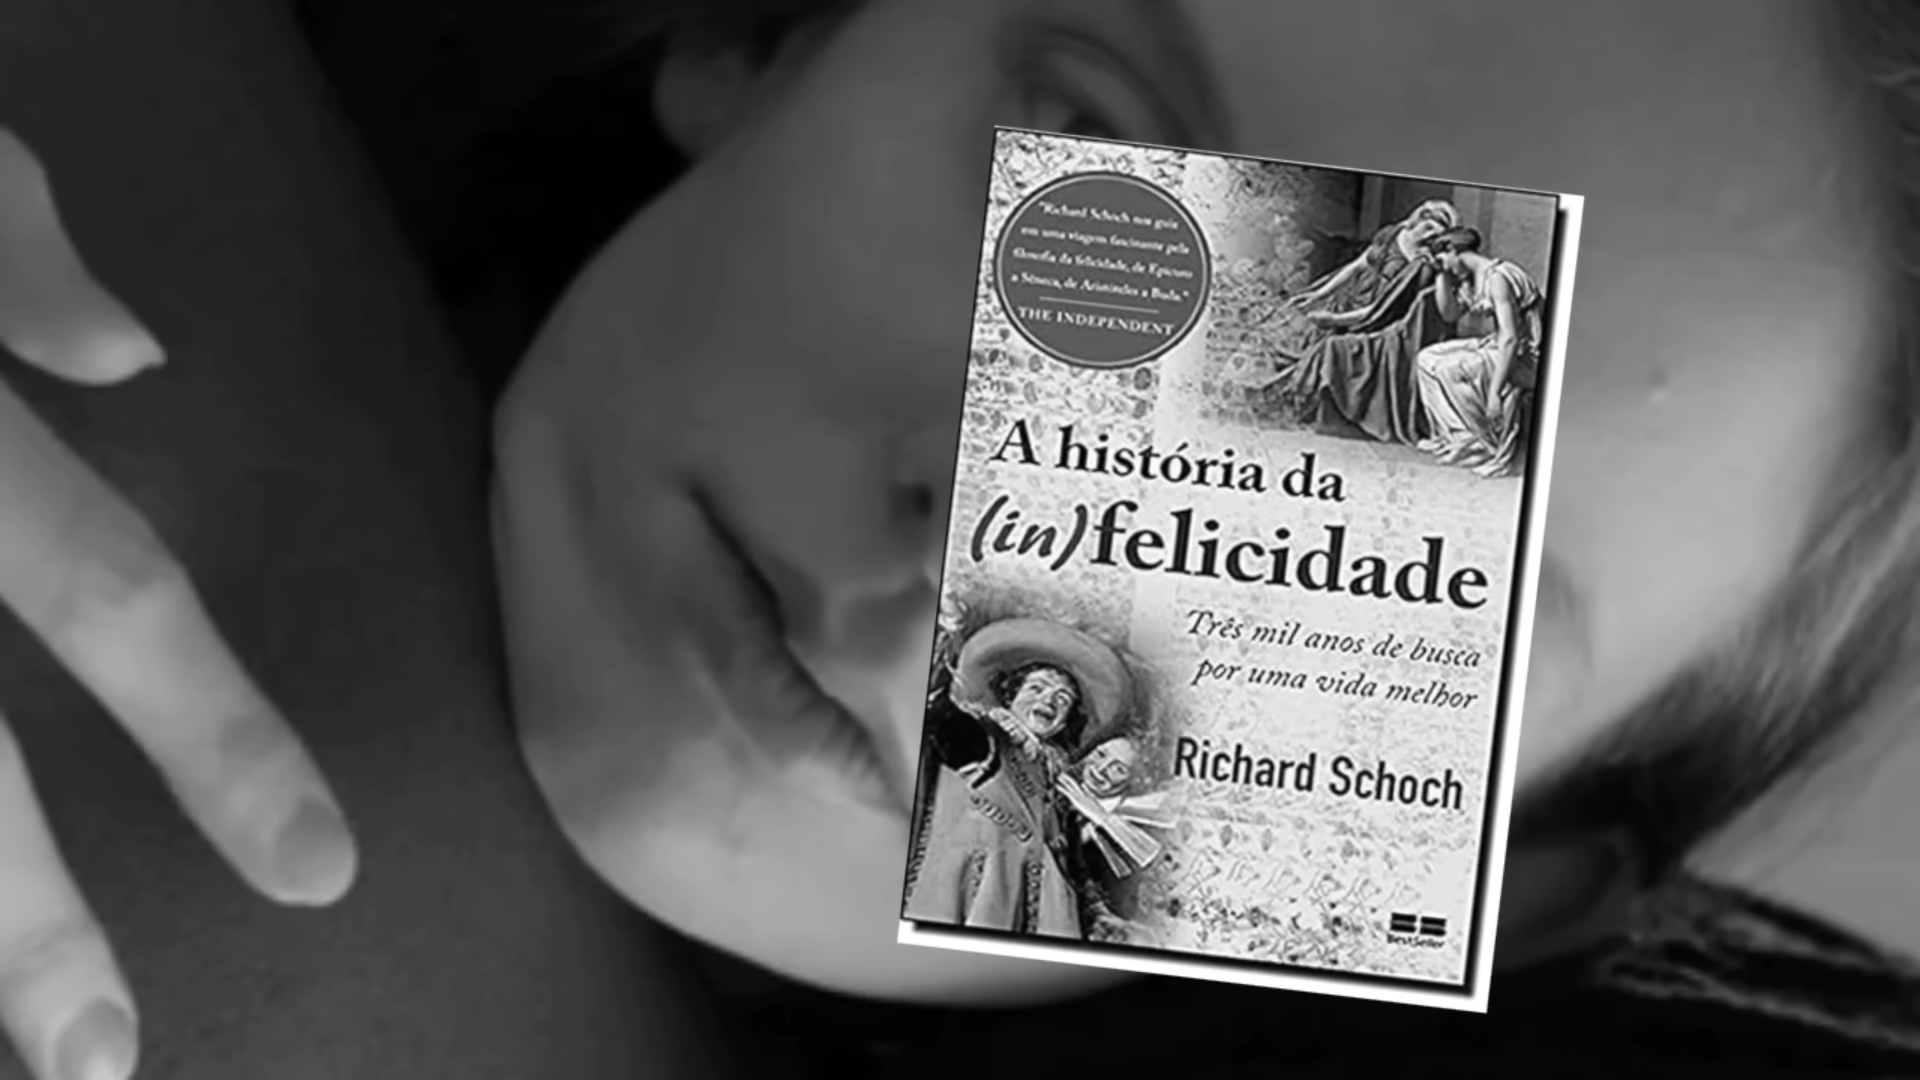 "Richard Schoch nos guia
em uma viagem fascinante pela
filosofia da felicidade, de Epicuro
a Sêneca, de Aristóteles a Buda."
THE INDEPENDENT
A história da
(in)felicidade
Três mil anos de busca
por uma vida melhor
Richard Schoch
BestSeller